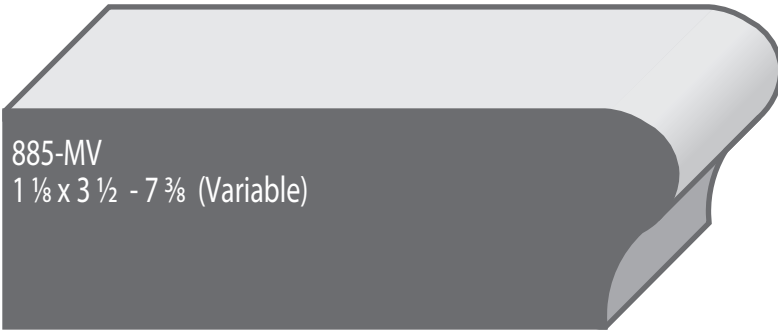 885-MV
1 ⅛ x 3 ½ - 7 ⅜ (Variable)